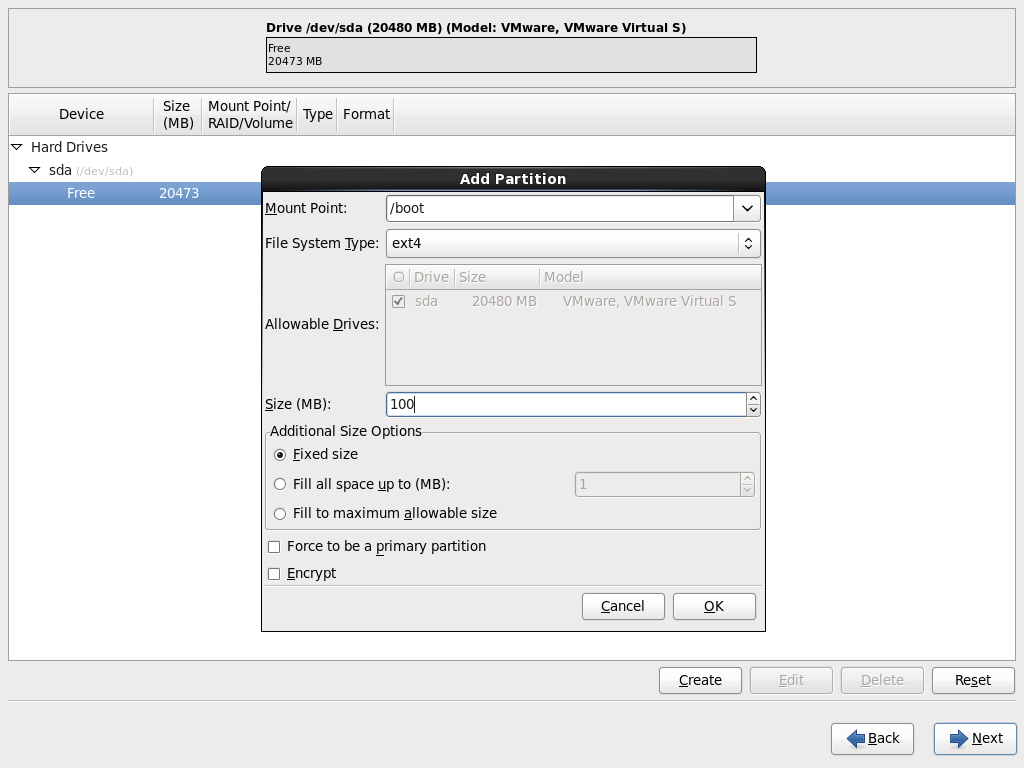 Drive /dev/sda (20480 MB) (Model: VMware, VMware Virtual S)
Free
20473 MB
Device
Size (MB)
Mount Point/ RAID/Volume
Type
Format
Hard Drives
sda (/dev/sda)
Free 20473
Add Partition
Mount Point: /boot
File System Type: ext4
Drive Size Model
sda 20480 MB VMware, VMware Virtual S
Allowable Drives:
Size (MB): 100
Additional Size Options
Fixed size
Fill all space up to (MB): 1
Fill to maximum allowable size
Force to be a primary partition
Encrypt
Cancel OK
Create Edit Delete Reset
Back Next